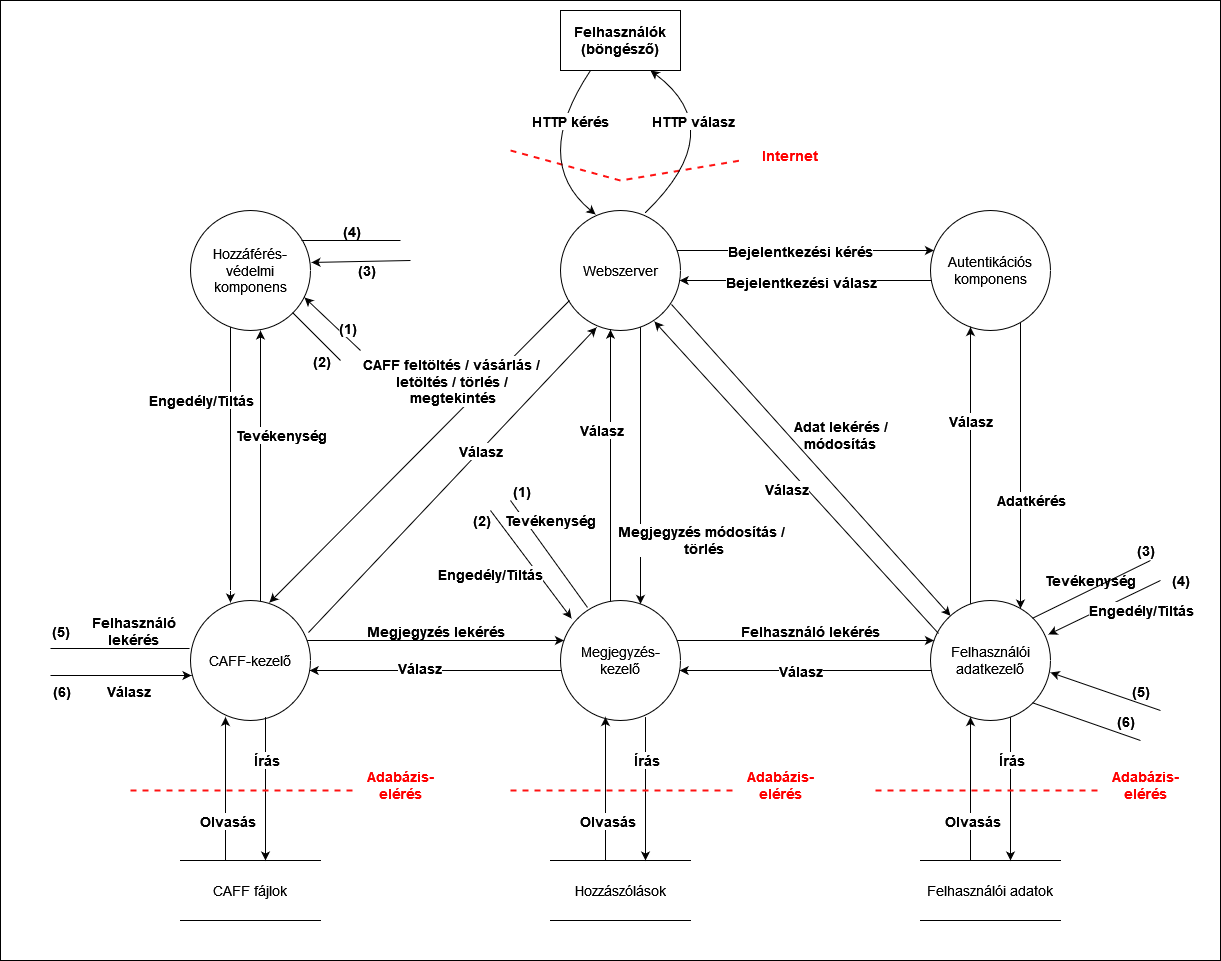 Felhasználók
(böngésző)
HTTP kérés
HTTP válasz
Internet
Hozzáférés-
védelmi
komponens
(4)
(3)
(1)
(2)
Webszerver
Bejelentkezési kérés
Bejelentkezési válasz
Autentikációs
komponens
CAFF feltöltés / vásárlás /
letöltés / törlés /
megtekintés
Engedély/Tiltás
Tevékenység
Válasz
Válasz
Adat lekérés /
módosítás
Válasz
Válasz
Adatkérés
(1)
(2)
Tevékenység
Engedély/Tiltás
Megjegyzés módosítás /
törlés
(3)
Tevékenység
(4)
Engedély/Tiltás
(5)
Felhasználó
lekérés
(6)
Válasz
CAFF-kezelő
Megjegyzés lekérés
Válasz
Megjegyzés-
kezelő
Felhasználó lekérés
Válasz
Felhasználói
adatkezelő
(5)
(6)
Írás
Írás
Írás
Adabázis-
elérés
Adabázis-
elérés
Adabázis-
elérés
Olvasás
Olvasás
Olvasás
CAFF fájlok
Hozzászólások
Felhasználói adatok